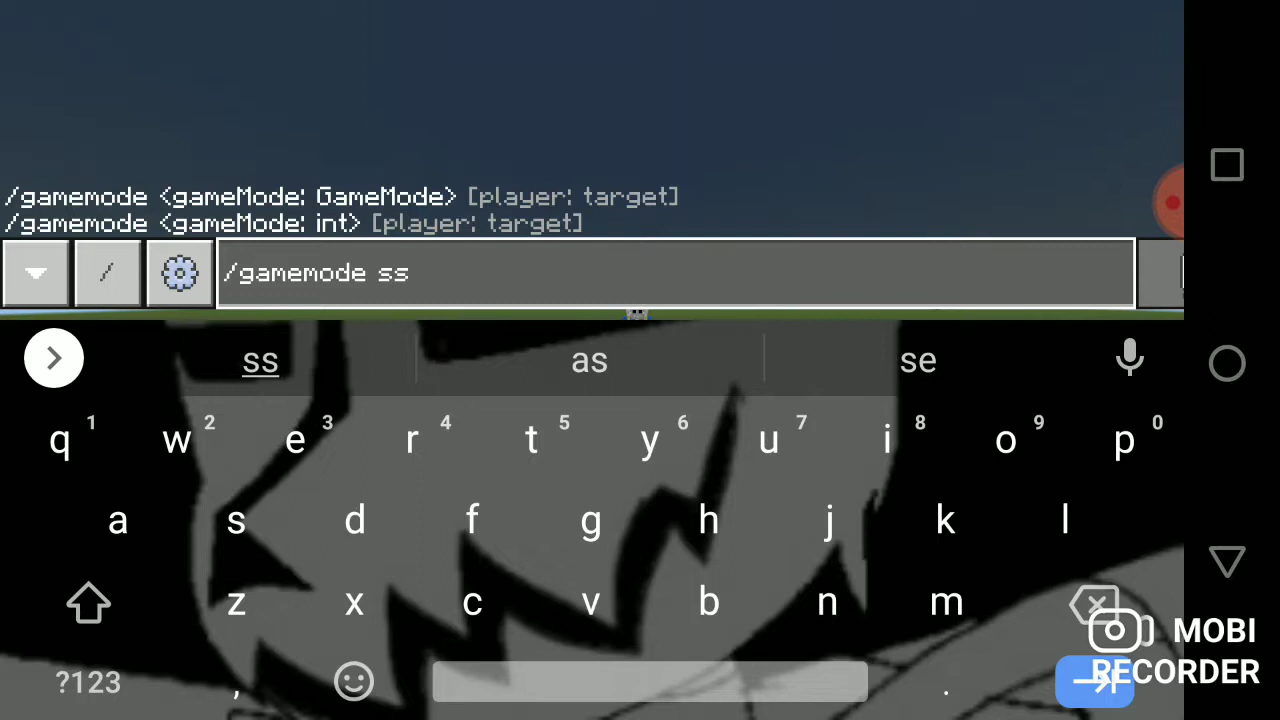 /gamemode <gameMode: GameMode> [player: target]
/gamemode <gameMode: int> [player: target]
/ /gamemode ss
ss as se
q 1 w 2 e 3 r 4 t 5 y 6 u 7 i 8 o 9 p 0
a s d f g h j k l
z x c v b n m
MOBI
RECORDER
?123 , .